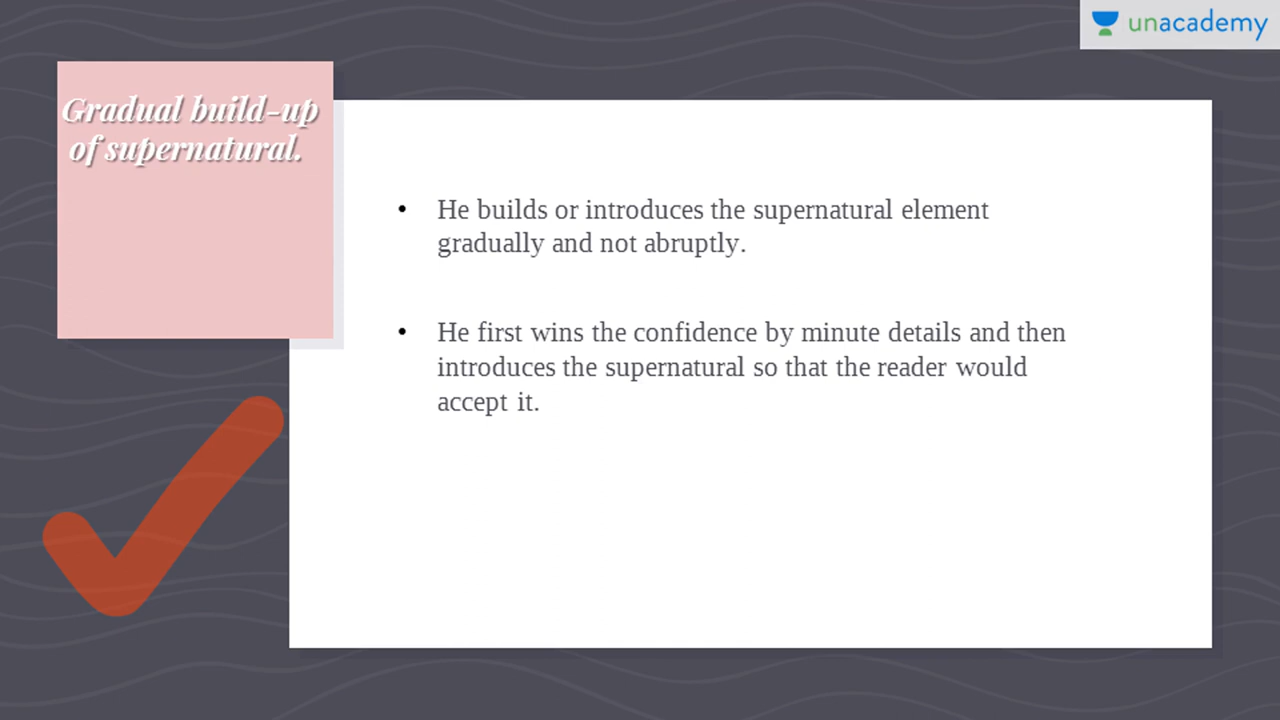 unacademy
Gradual build-up
of supernatural.
• He builds or introduces the supernatural element
gradually and not abruptly.
• He first wins the confidence by minute details and then
introduces the supernatural so that the reader would
accept it.